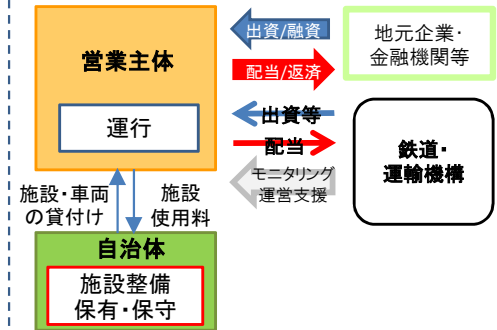 営業主体
運行
出資/融資
配当/返済
地元企業・
金融機関等
出資等
配当
モニタリング
運営支援
鉄道・
運輸機構
施設・車両
の貸付け
施設
使用料
自治体
施設整備
保有・保守